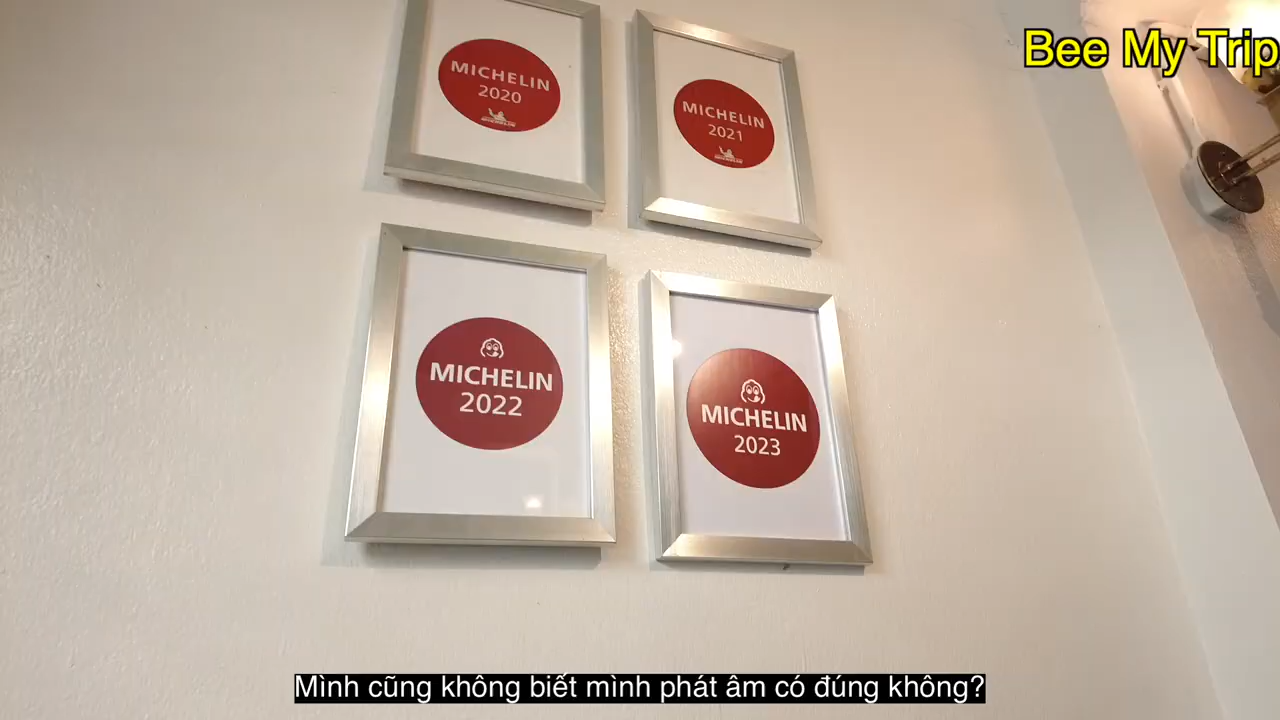 Bee My Trip
MICHELIN
2020
MICHELIN
2021
MICHELIN
2022
MICHELIN
2023
Mình cũng không biết mình phát âm có đúng không?